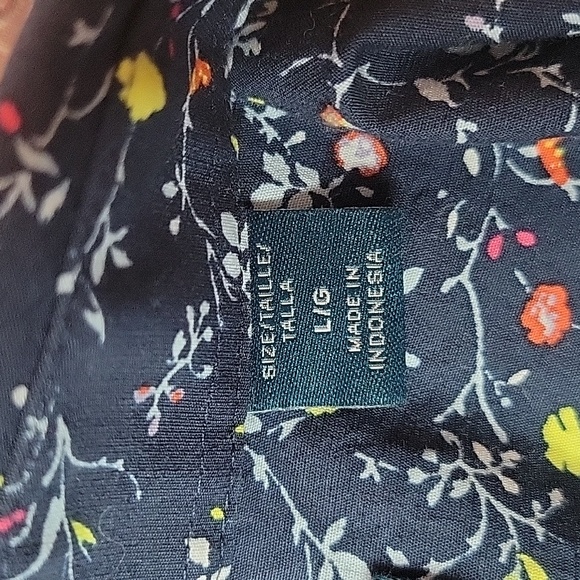 SIZE/TAILLE/
TALLA
L/G
MADE IN
INDONESIA